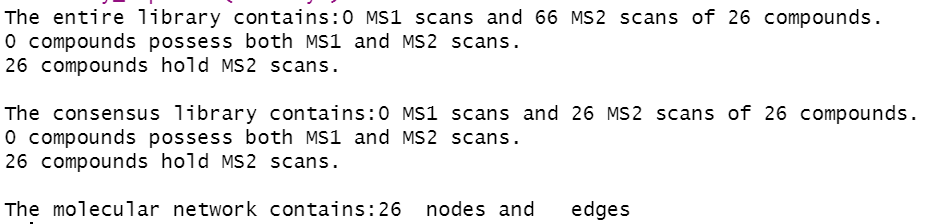 The entire library contains:0 MS1 scans and 66 MS2 scans of 26 compounds.
0 compounds possess both MS1 and MS2 scans.
26 compounds hold MS2 scans.
The consensus library contains:0 MS1 scans and 26 MS2 scans of 26 compounds.
0 compounds possess both MS1 and MS2 scans.
26 compounds hold MS2 scans.
The molecular network contains:26  nodes and   edges